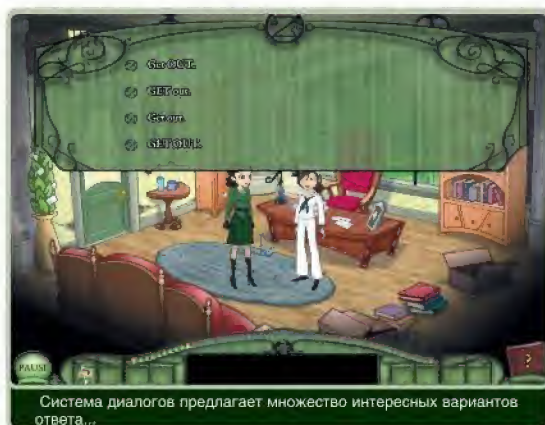 Get OUT.
GET out.
Get out.
GET OUT.
PAUSE
?
Система диалогов предлагает множество интересных вариантов
ответа...